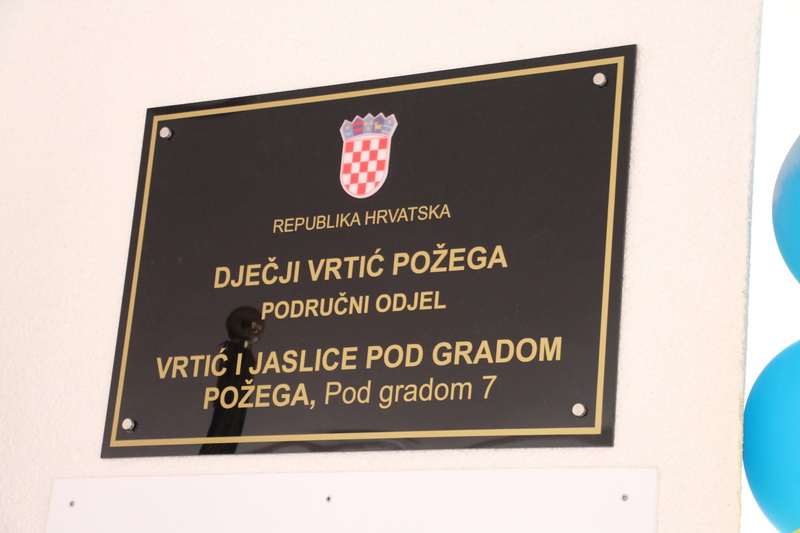 REPUBLIKA HRVATSKA
DJEČJI VRTIĆ POŽEGA
PODRUČNI ODJEL
VRTIĆ I JASLICE POD GRADOM
POŽEGA, Pod gradom 7